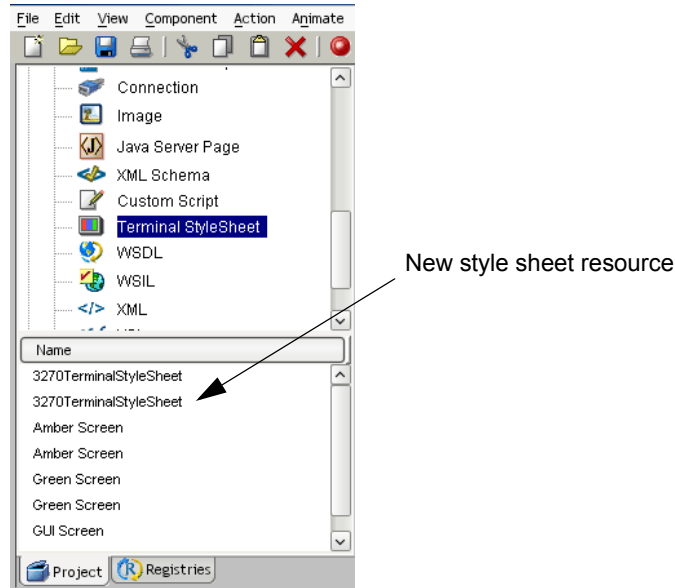 File Edit View Component Action Animate
Connection
Image
Java Server Page
XML Schema
Custom Script
Terminal StyleSheet
WSDL
New style sheet resource
WSIL
XML
Name
3270TerminalStyleSheet
3270TerminalStyleSheet
Amber Screen
Amber Screen
Green Screen
Green Screen
GUI Screen
Project Registries